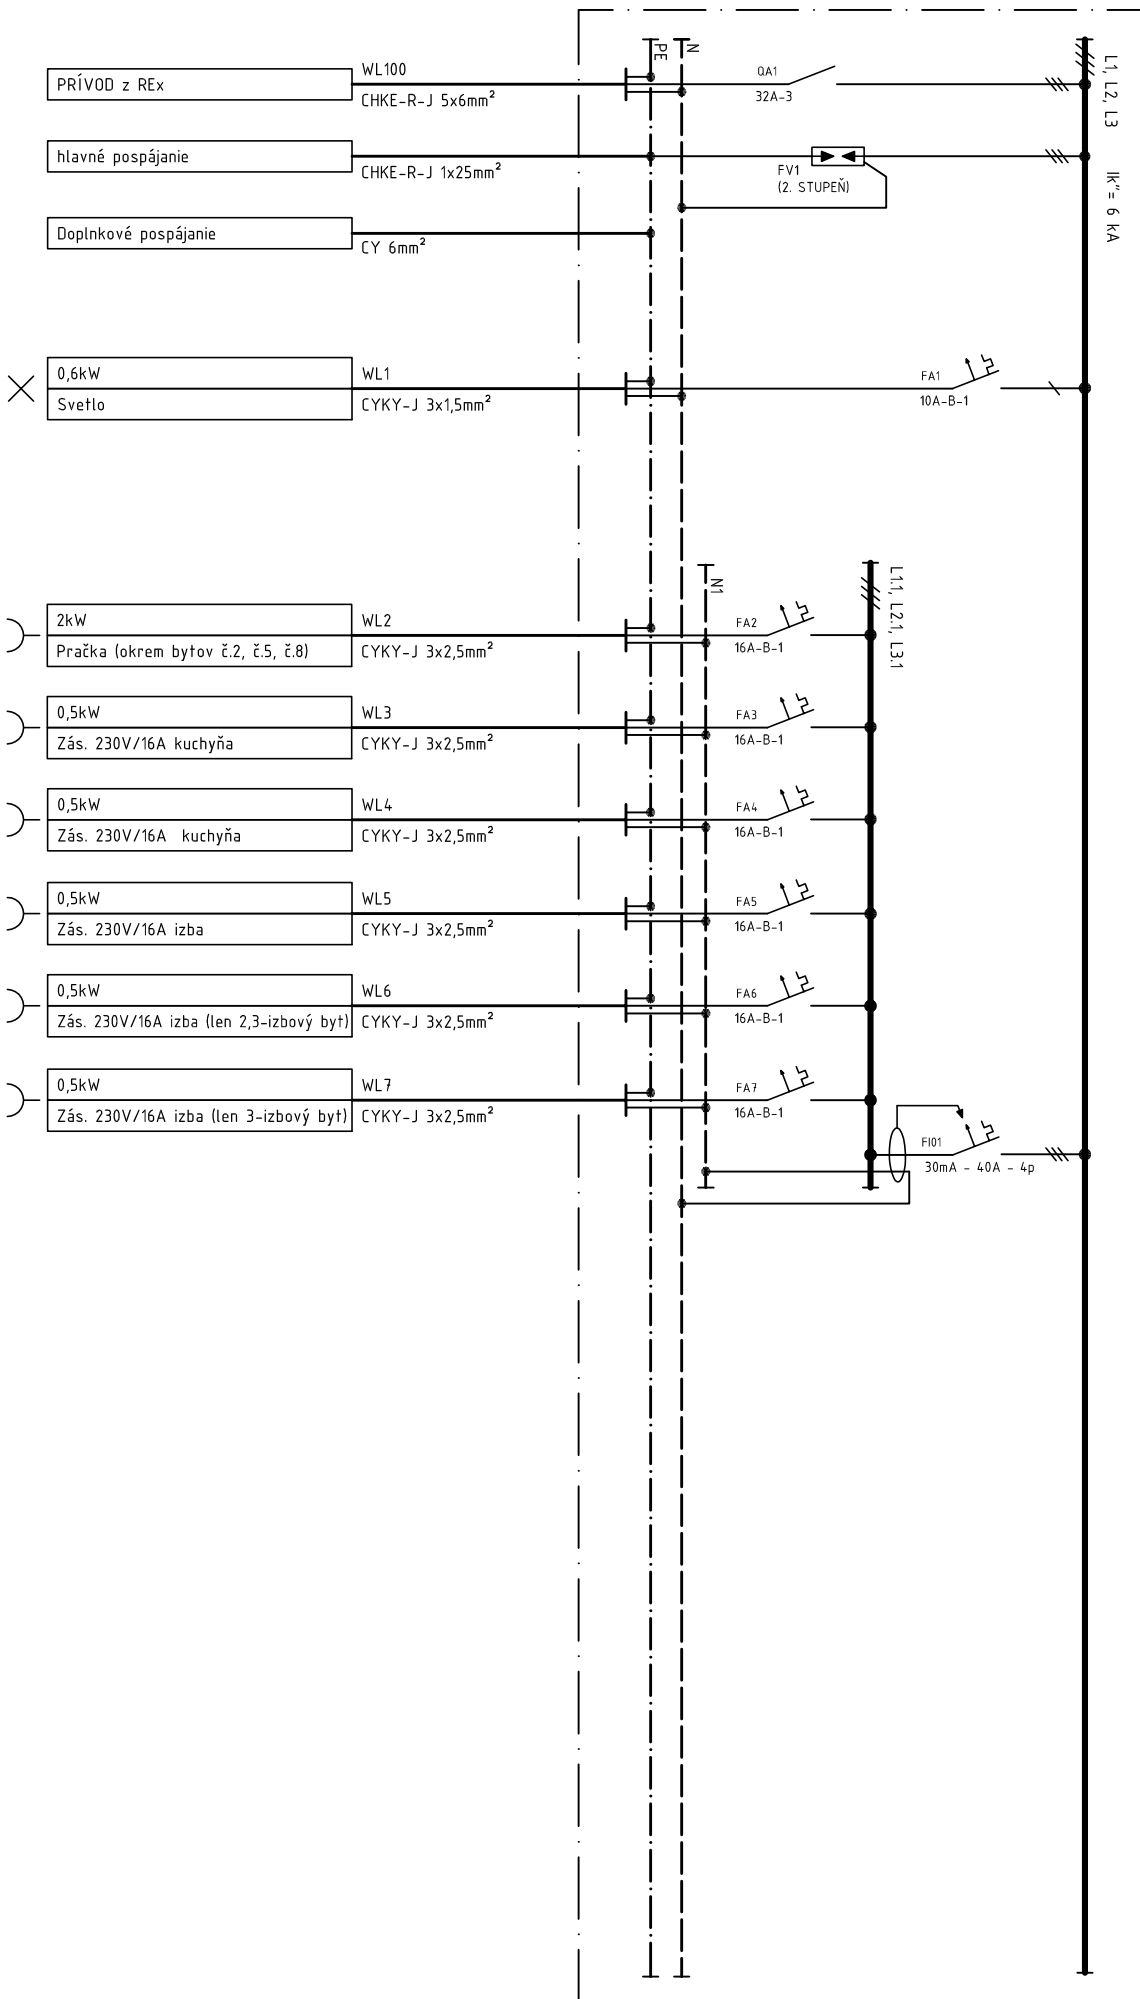 PE
N
L1, L2, L3
PRÍVOD z REx
WL100
CHKE-R-J 5x6mm²
QA1
32A-3
hlavné pospájanie
CHKE-R-J 1x25mm²
FV1
(2. STUPEŇ)
Ik"= 6 kA
Doplnkové pospájanie
CY 6mm²
0,6kW
Svetlo
WL1
CYKY-J 3x1,5mm²
FA1
10A-B-1
N1
L1.1, L2.1, L3.1
2kW
Pračka (okrem bytov č.2, č.5, č.8)
WL2
CYKY-J 3x2,5mm²
FA2
16A-B-1
0,5kW
Zás. 230V/16A kuchyňa
WL3
CYKY-J 3x2,5mm²
FA3
16A-B-1
0,5kW
Zás. 230V/16A  kuchyňa
WL4
CYKY-J 3x2,5mm²
FA4
16A-B-1
0,5kW
Zás. 230V/16A izba
WL5
CYKY-J 3x2,5mm²
FA5
16A-B-1
0,5kW
Zás. 230V/16A izba (len 2,3-izbový byt)
WL6
CYKY-J 3x2,5mm²
FA6
16A-B-1
0,5kW
Zás. 230V/16A izba (len 3-izbový byt)
WL7
CYKY-J 3x2,5mm²
FA7
16A-B-1
FI01
30mA - 40A - 4p